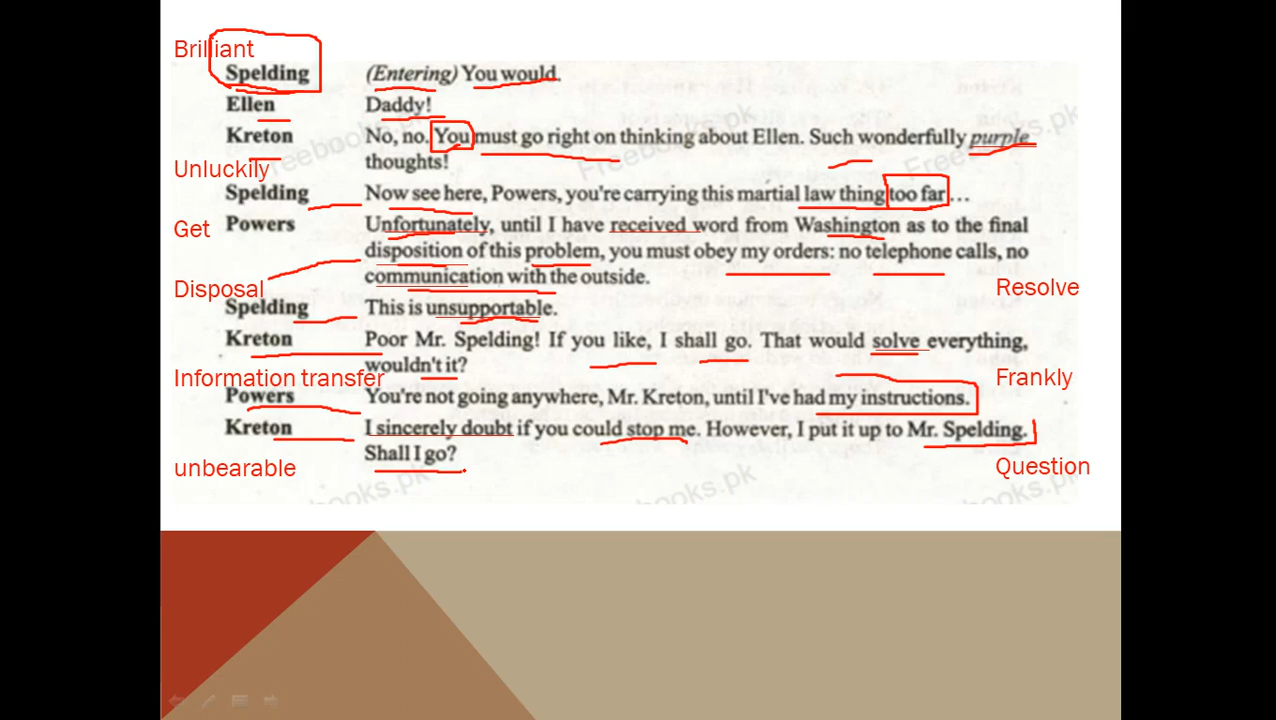 Brilliant
Spelding (Entering) You would.
Ellen Daddy!
Kreton No, no. You must go right on thinking about Ellen. Such wonderfully purple
thoughts!
Unluckily
Spelding Now see here, Powers, you're carrying this martial law thing too far ...
Get
Powers Unfortunately, until I have received word from Washington as to the final
disposition of this problem, you must obey my orders: no telephone calls, no
communication with the outside.
Disposal
Resolve
Spelding This is unsupportable.
Kreton Poor Mr. Spelding! If you like, I shall go. That would solve everything,
wouldn't it?
Information transfer
Frankly
Powers You're not going anywhere, Mr. Kreton, until I've had my instructions.
Kreton I sincerely doubt if you could stop me. However, I put it up to Mr. Spelding.
Shall I go?
unbearable
Question